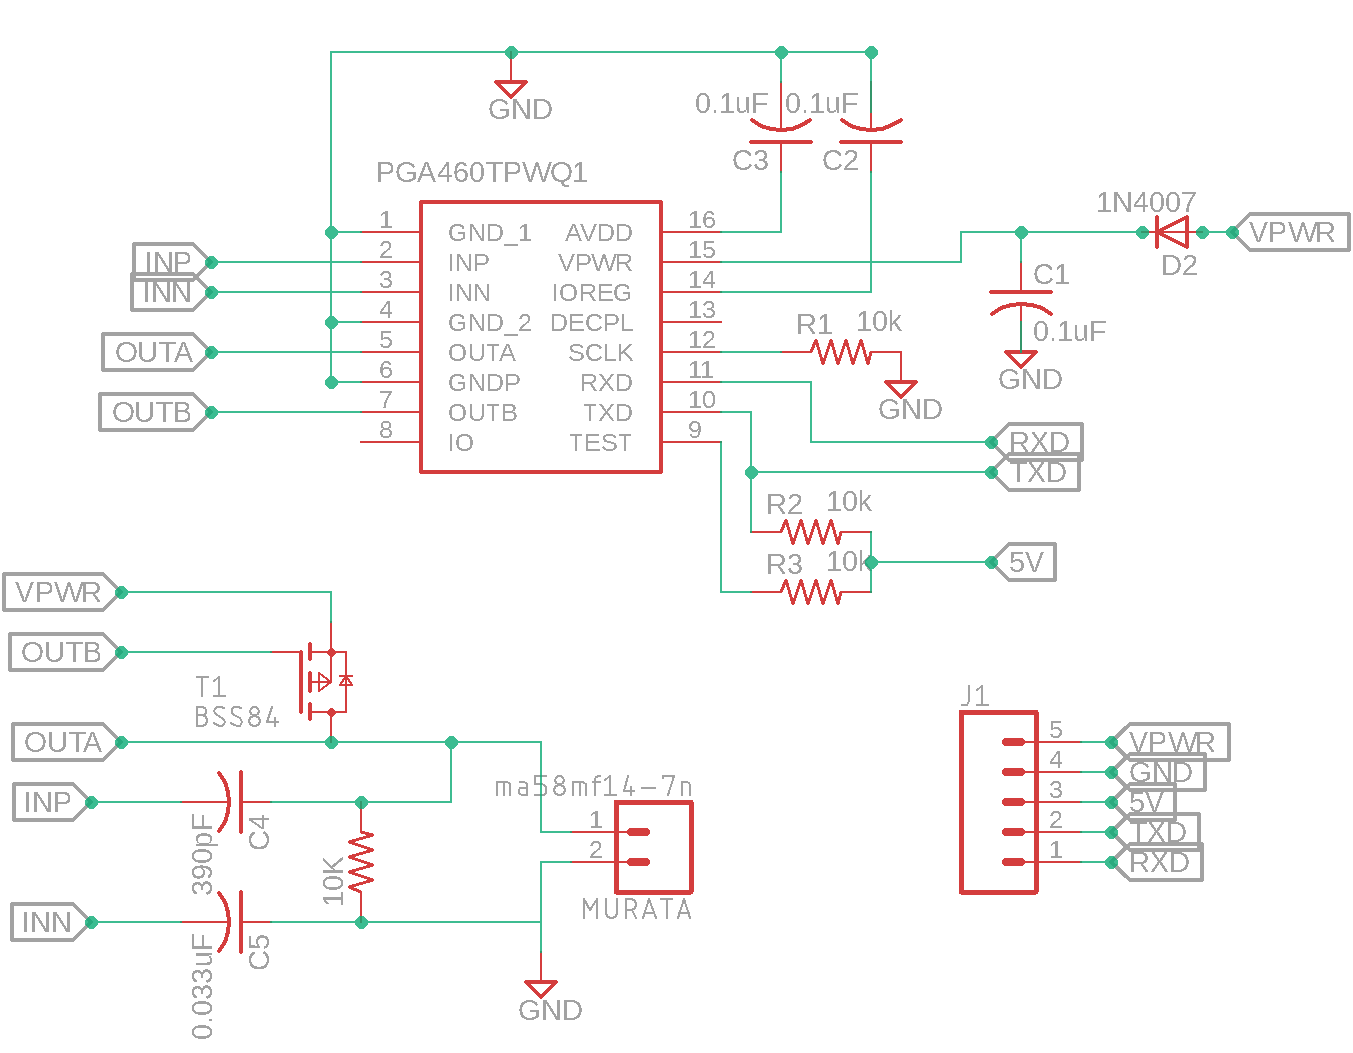 GND
0.1uF 0.1uF
C3 C2
PGA460TPWQ1
1 GND_1 AVDD 16
2 INP VPWR 15
3 INN IOREG 14
4 GND_2 DECPL 13
5 OUTA SCLK 12
6 GNDP RXD 11
7 OUTB TXD 10
8 IO TEST 9
INP
INN
OUTA
OUTB
1N4007
VPWR
D2
C1
0.1uF
GND
R1 10k
GND
RXD
TXD
R2 10k
R3 10k
5V
VPWR
OUTB
T1
BSS84
OUTA
INP
390pF
C4
10K
INN
0.033uF
C5
ma58mf14-7n
1
2
MURATA
GND
J1
5 VPWR
4 GND
3 5V
2 TXD
1 RXD